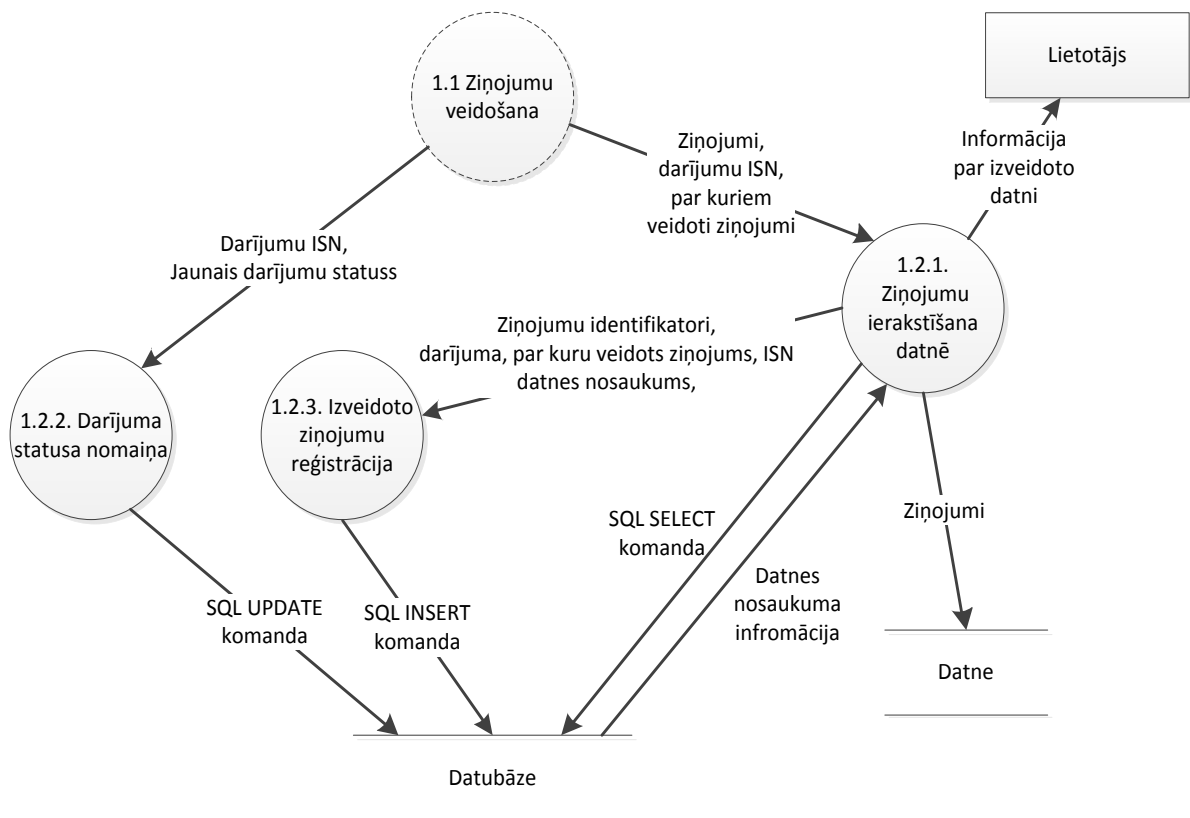 1.1 Ziņojumu
veidošana
Lietotājs
Ziņojumi,
darījumu ISN,
par kuriem
veidoti ziņojumi
Informācija
par izveidoto
datni
Darījumu ISN,
Jaunais darījumu statuss
1.2.1.
Ziņojumu
ierakstīšana
datnē
Ziņojumu identifikatori,
darījuma, par kuru veidots ziņojums, ISN
datnes nosaukums,
1.2.2. Darījuma
statusa nomaiņa
1.2.3. Izveidoto
ziņojumu
reģistrācija
SQL SELECT
komanda
Ziņojumi
Datnes
nosaukuma
infromācija
SQL UPDATE
komanda
SQL INSERT
komanda
Datne
Datubāze